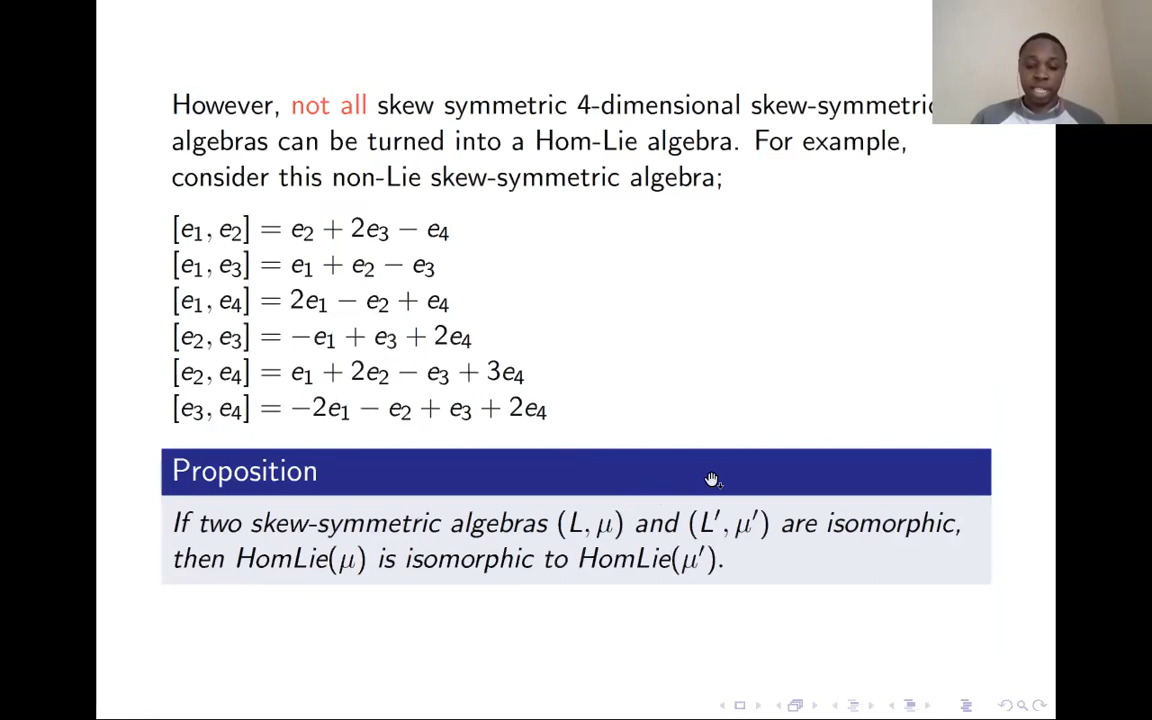 However, not all skew symmetric 4-dimensional skew-symmetric
algebras can be turned into a Hom-Lie algebra. For example,
consider this non-Lie skew-symmetric algebra;
[e₁, e₂] = e₂ + 2e₃ − e₄
[e₁, e₃] = e₁ + e₂ − e₃
[e₁, e₄] = 2e₁ − e₂ + e₄
[e₂, e₃] = −e₁ + e₃ + 2e₄
[e₂, e₄] = e₁ + 2e₂ − e₃ + 3e₄
[e₃, e₄] = −2e₁ − e₂ + e₃ + 2e₄
Proposition
If two skew-symmetric algebras (L, μ) and (L′, μ′) are isomorphic,
then HomLie(μ) is isomorphic to HomLie(μ′).